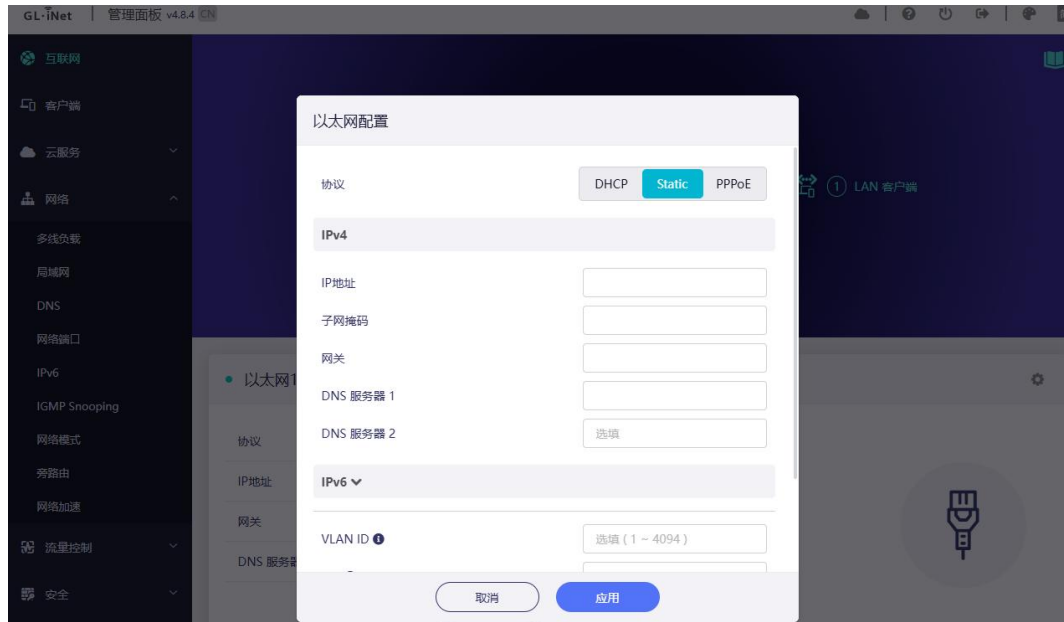 GL·iNet 管理面板 v4.8.4 CN
互联网
客户端
云服务
网络
多线负载
局域网
DNS
网络端口
IPv6
IGMP Snooping
网络模式
旁路由
网络加速
流量控制
安全
1 LAN 客户端
以太网1
协议
IP地址
网关
DNS 服务器
以太网配置
协议 DHCP Static PPPoE
IPv4
IP地址
子网掩码
网关
DNS 服务器 1
DNS 服务器 2 选填
IPv6
VLAN ID 选填 ( 1 ~ 4094 )
取消 应用